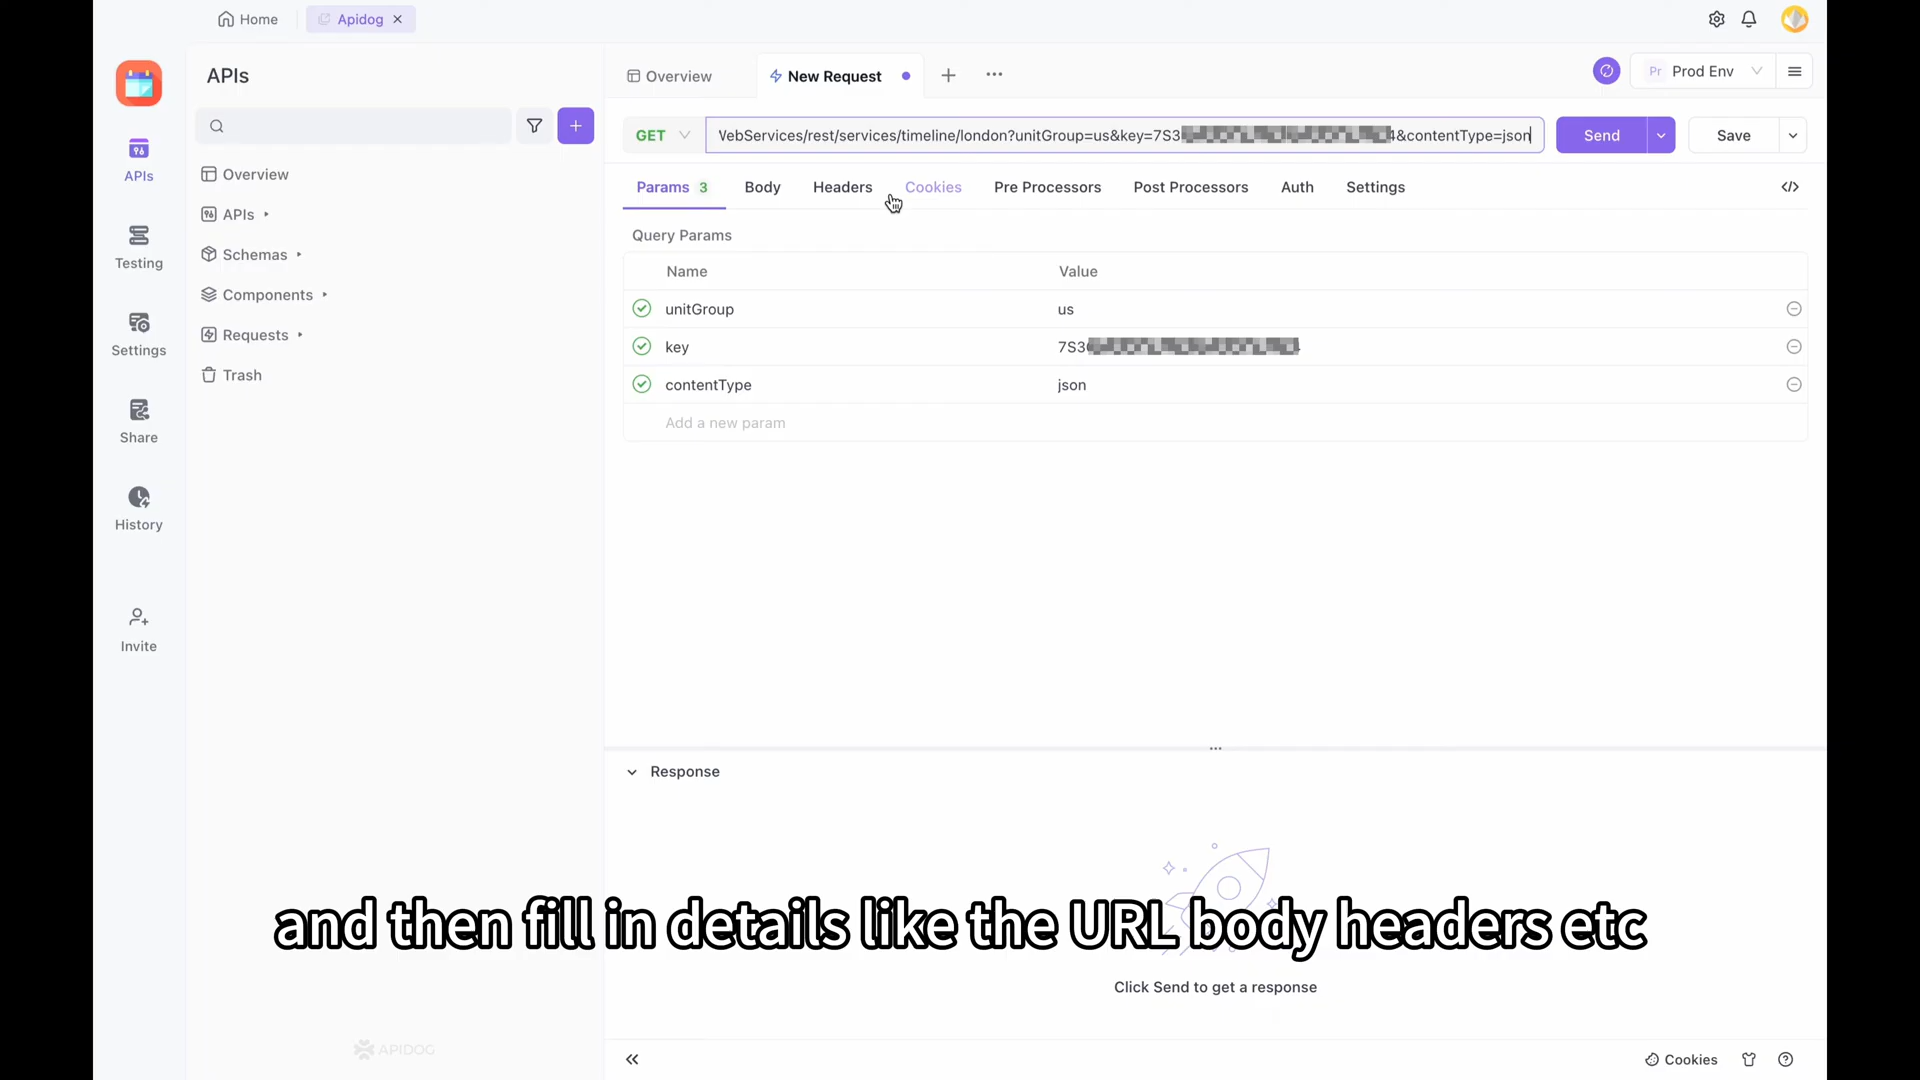 Home
Apidog
APIs
Testing
Settings
Share
History
Invite
APIs
Overview
APIs
Schemas
Components
Requests
Trash
APIDOG
Overview
New Request
Pr Prod Env
GET
WebServices/rest/services/timeline/london?unitGroup=us&key=7S3 4&contentType=json
Send
Save
Params 3
Body
Headers
Cookies
Pre Processors
Post Processors
Auth
Settings
Query Params
Name Value
unitGroup us
key 7S3
contentType json
Add a new param
Response
and then fill in details like the URL body headers etc
Click Send to get a response
Cookies